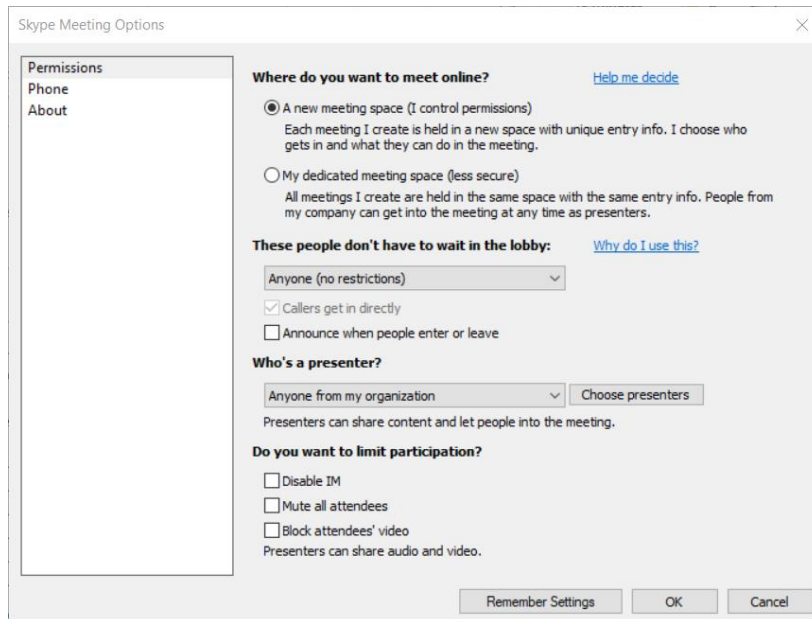 Skype Meeting Options
Permissions
Phone
About
Where do you want to meet online? Help me decide
A new meeting space (I control permissions)
Each meeting I create is held in a new space with unique entry info. I choose who
gets in and what they can do in the meeting.
My dedicated meeting space (less secure)
All meetings I create are held in the same space with the same entry info. People from
my company can get into the meeting at any time as presenters.
These people don't have to wait in the lobby: Why do I use this?
Anyone (no restrictions)
Callers get in directly
Announce when people enter or leave
Who's a presenter?
Anyone from my organization Choose presenters
Presenters can share content and let people into the meeting.
Do you want to limit participation?
Disable IM
Mute all attendees
Block attendees' video
Presenters can share audio and video.
Remember Settings OK Cancel